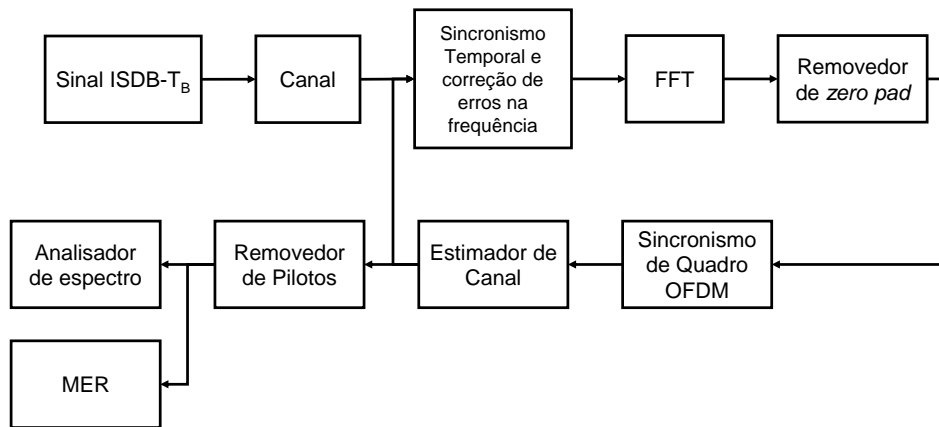 Sinal ISDB-TB
Canal
Sincronismo
Temporal e
correção de
erros na
frequência
FFT
Removedor
de zero pad
Analisador
de espectro
Removedor
de Pilotos
Estimador de
Canal
Sincronismo
de Quadro
OFDM
MER